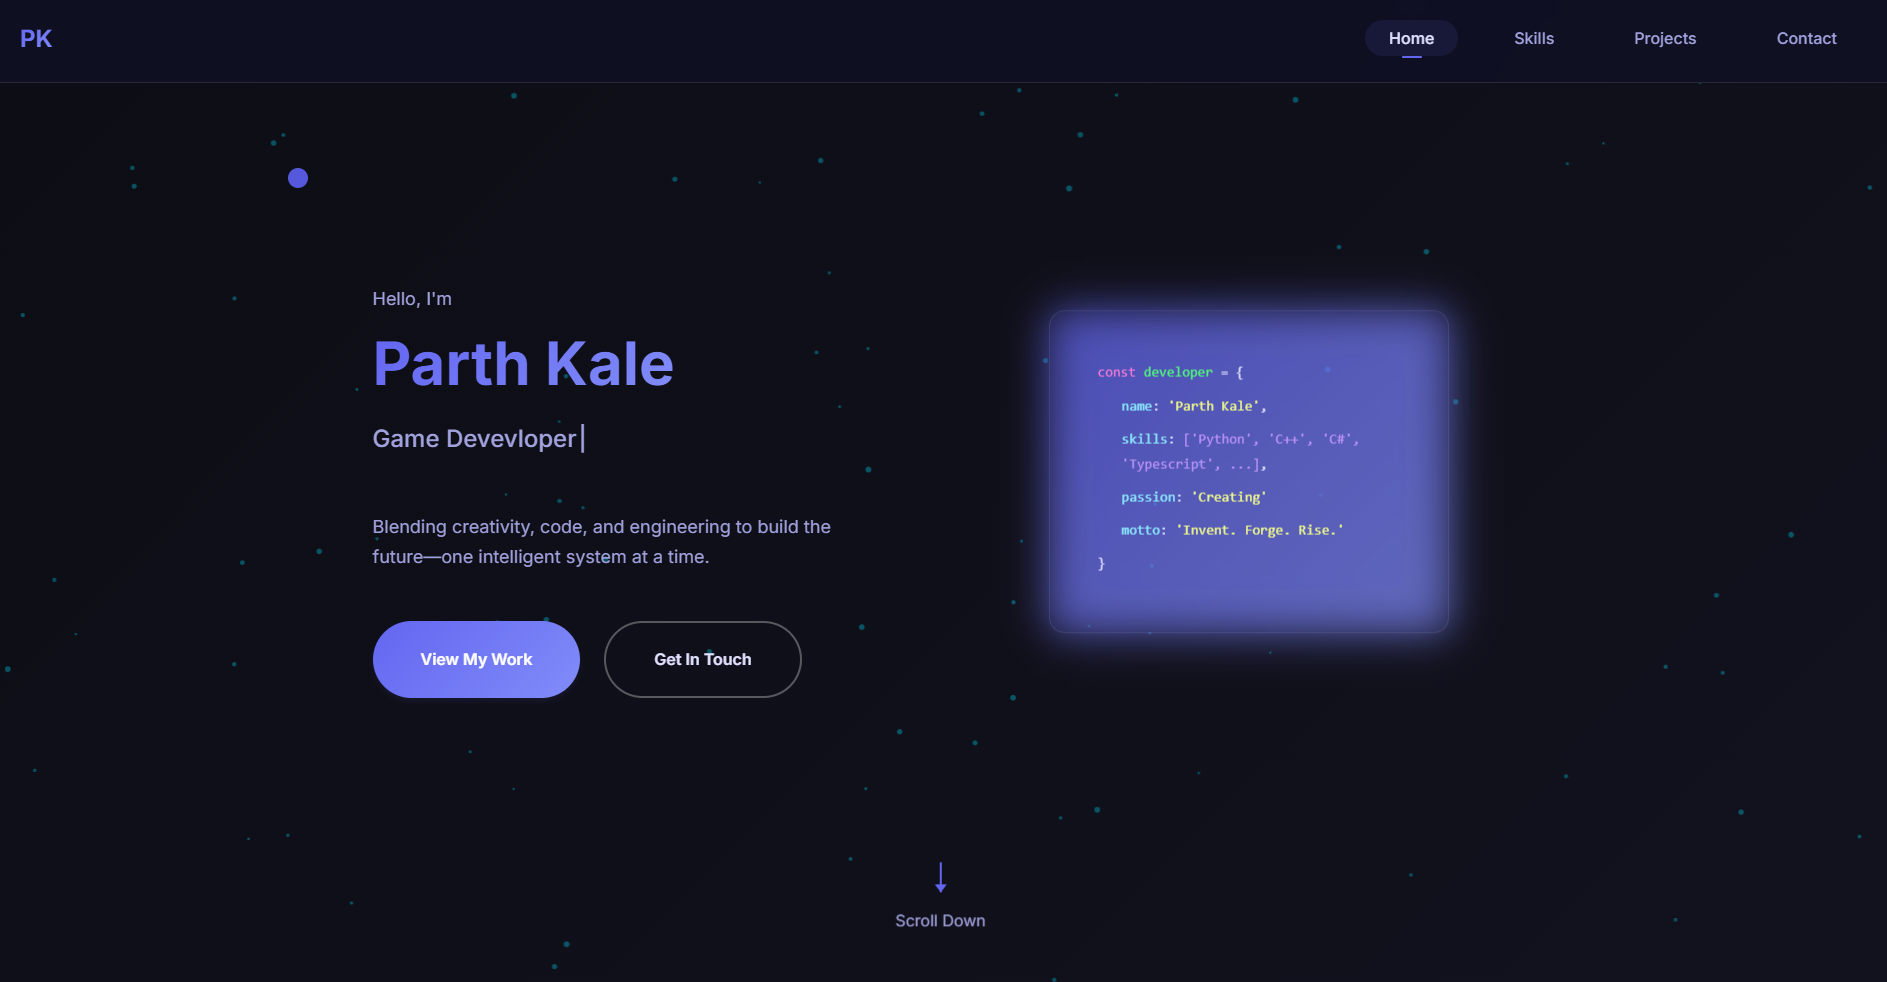 PK
Home
Skills
Projects
Contact
Hello, I'm
Parth Kale
Game Devevloper|
Blending creativity, code, and engineering to build the
future—one intelligent system at a time.
View My Work
Get In Touch
const developer = {
name: 'Parth Kale',
skills: ['Python', 'C++', 'C#',
'Typescript', ...],
passion: 'Creating'
motto: 'Invent. Forge. Rise.'
}
Scroll Down